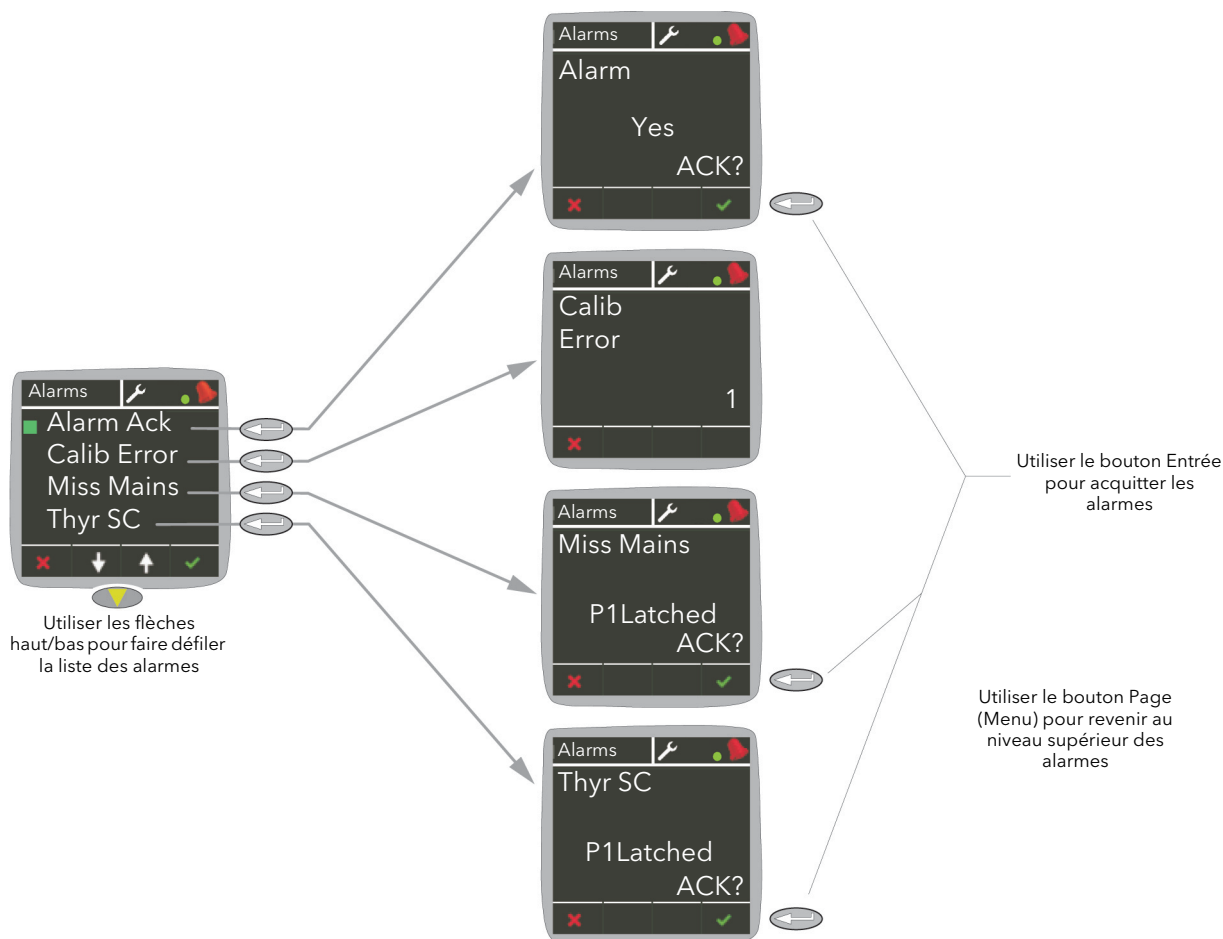 Alarms
Alarm
Yes
ACK?
Alarms
Calib
Error
1
Alarms
Alarm Ack
Calib Error
Miss Mains
Thyr SC
Utiliser les flèches
haut/bas pour faire défiler
la liste des alarmes
Alarms
Miss Mains
P1Latched
ACK?
Alarms
Thyr SC
P1Latched
ACK?
Utiliser le bouton Entrée
pour acquitter les
alarmes
Utiliser le bouton Page
(Menu) pour revenir au
niveau supérieur des
alarmes